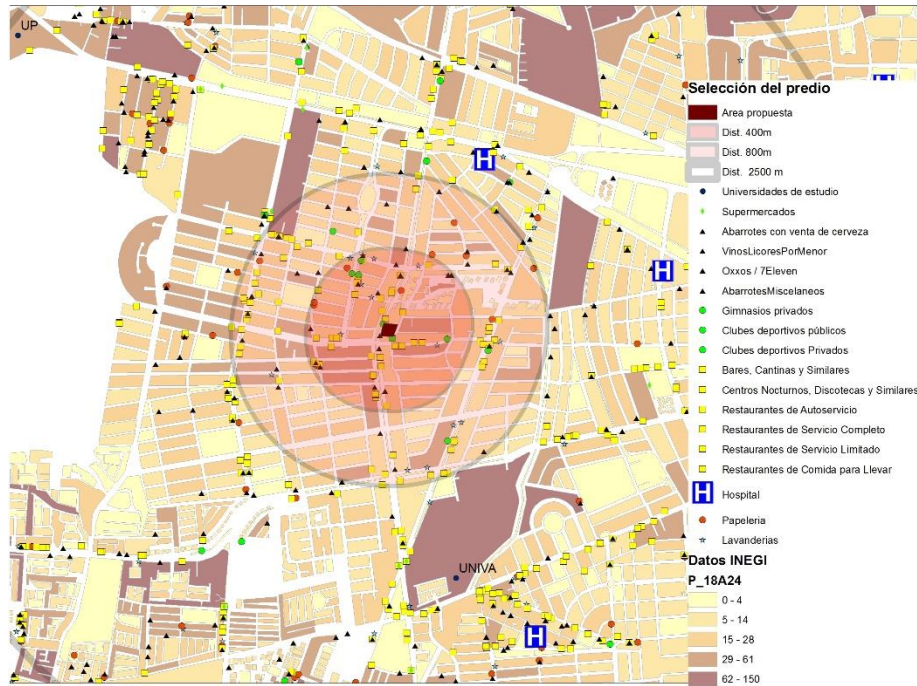 UP
H
H
H
H
UNIVA
Selección del predio
Area propuesta
Dist. 400m
Dist. 800m
Dist. 2500 m
Universidades de estudio
Supermercados
Abarrotes con venta de cerveza
VinosLicoresPorMenor
Oxxos / 7Eleven
AbarrotesMiscelaneos
Gimnasios privados
Clubes deportivos públicos
Clubes deportivos Privados
Bares, Cantinas y Similares
Centros Nocturnos, Discotecas y Similares
Restaurantes de Autoservicio
Restaurantes de Servicio Completo
Restaurantes de Servicio Limitado
Restaurantes de Comida para Llevar
H
Hospital
Papeleria
Lavanderias
Datos INEGI
P_18A24
0 - 4
5 - 14
15 - 28
29 - 61
62 - 150